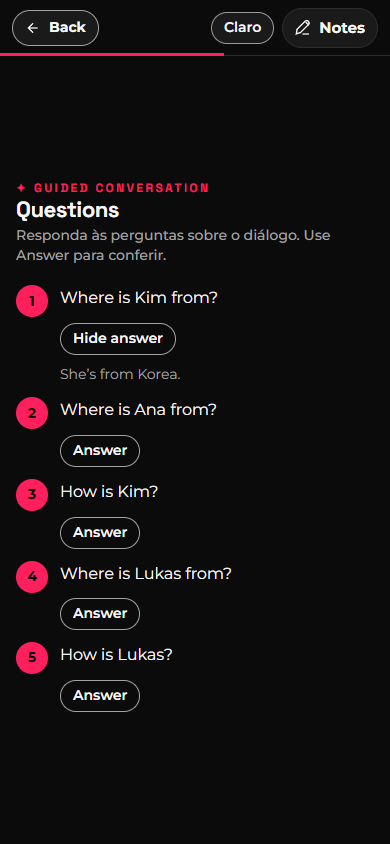 Back
Claro
Notes
✦ GUIDED CONVERSATION
Questions
Responda às perguntas sobre o diálogo. Use
Answer para conferir.
1 Where is Kim from?
Hide answer
She's from Korea.
2 Where is Ana from?
Answer
3 How is Kim?
Answer
4 Where is Lukas from?
Answer
5 How is Lukas?
Answer